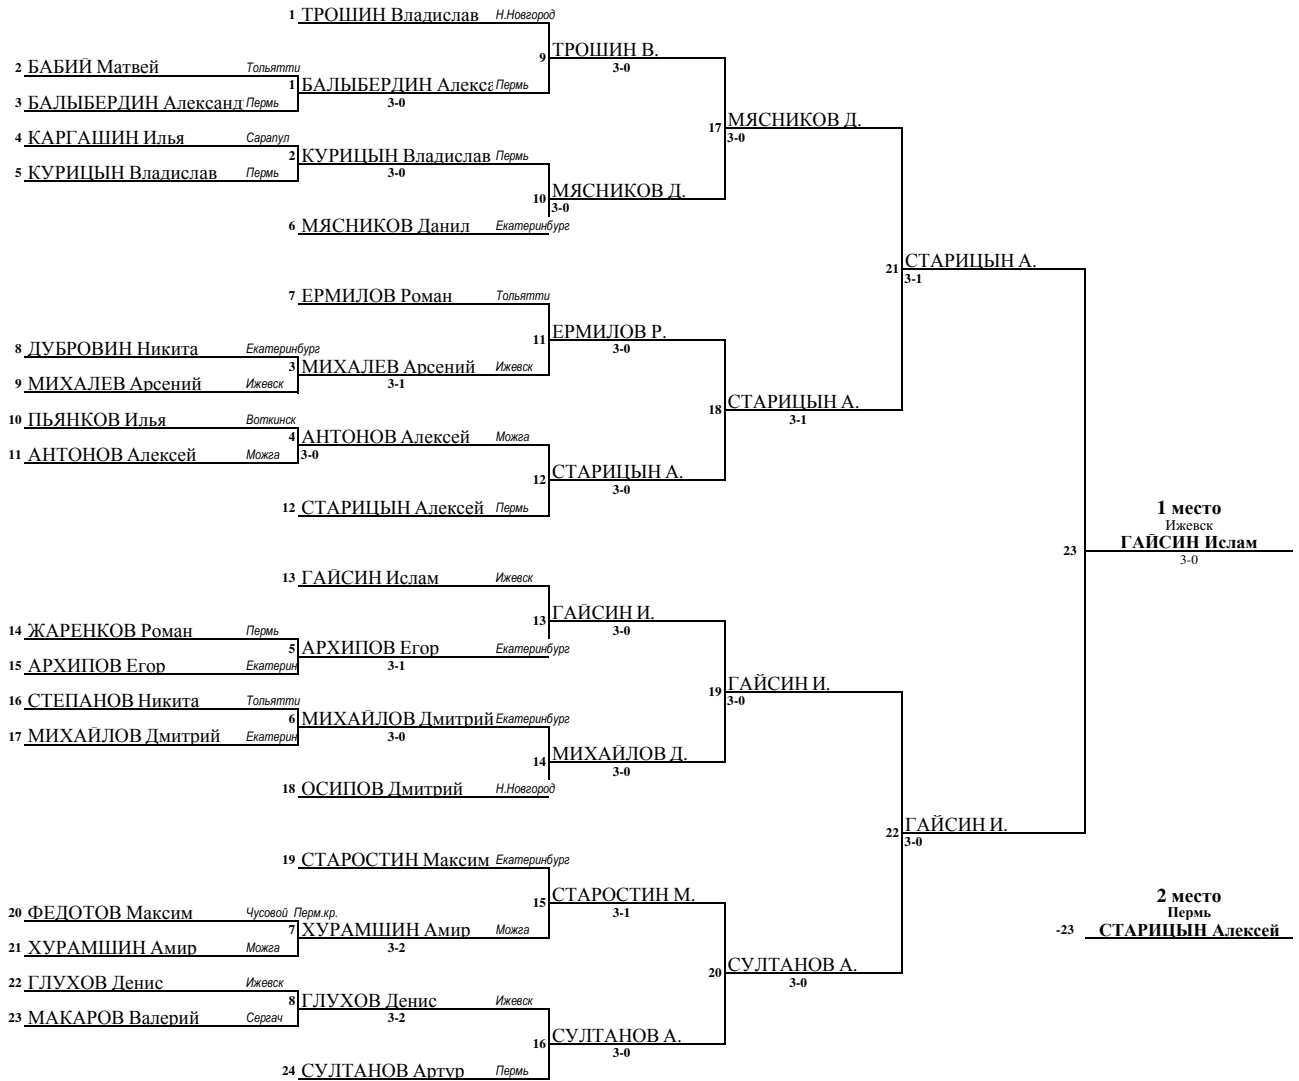 1 ТРОШИН Владислав Н.Новгород
9 ТРОШИН В.
3-0
2 БАБИЙ Матвей Тольятти
1 БАЛЫБЕРДИН Алекса Пермь
3-0
3 БАЛЫБЕРДИН Александ Пермь
17 МЯСНИКОВ Д.
3-0
4 КАРГАШИН Илья Сарапул
2 КУРИЦЫН Владислав Пермь
3-0
5 КУРИЦЫН Владислав Пермь
10 МЯСНИКОВ Д.
3-0
6 МЯСНИКОВ Данил Екатеринбург
21 СТАРИЦЫН А.
3-1
7 ЕРМИЛОВ Роман Тольятти
11 ЕРМИЛОВ Р.
3-0
8 ДУБРОВИН Никита Екатеринбург
3 МИХАЛЕВ Арсений Ижевск
3-1
9 МИХАЛЕВ Арсений Ижевск
18 СТАРИЦЫН А.
3-1
10 ПЬЯНКОВ Илья Воткинск
4 АНТОНОВ Алексей Можга
3-0
11 АНТОНОВ Алексей Можга
12 СТАРИЦЫН А.
3-0
12 СТАРИЦЫН Алексей Пермь
1 место
Ижевск
23 ГАЙСИН Ислам
3-0
13 ГАЙСИН Ислам Ижевск
13 ГАЙСИН И.
3-0
14 ЖАРЕНКОВ Роман Пермь
5 АРХИПОВ Егор Екатеринбург
3-1
15 АРХИПОВ Егор Екатерин
19 ГАЙСИН И.
3-0
16 СТЕПАНОВ Никита Тольятти
6 МИХАЙЛОВ Дмитрий Екатеринбург
3-0
17 МИХАЙЛОВ Дмитрий Екатерин
14 МИХАЙЛОВ Д.
3-0
18 ОСИПОВ Дмитрий Н.Новгород
22 ГАЙСИН И.
3-0
19 СТАРОСТИН Максим Екатеринбург
15 СТАРОСТИН М.
3-1
20 ФЕДОТОВ Максим Чусовой Перм.кр.
7 ХУРАМШИН Амир Можга
3-2
21 ХУРАМШИН Амир Можга
2 место
Пермь
-23 СТАРИЦЫН Алексей
20 СУЛТАНОВ А.
3-0
22 ГЛУХОВ Денис Ижевск
8 ГЛУХОВ Денис Ижевск
3-2
23 МАКАРОВ Валерий Сергач
16 СУЛТАНОВ А.
3-0
24 СУЛТАНОВ Артур Пермь